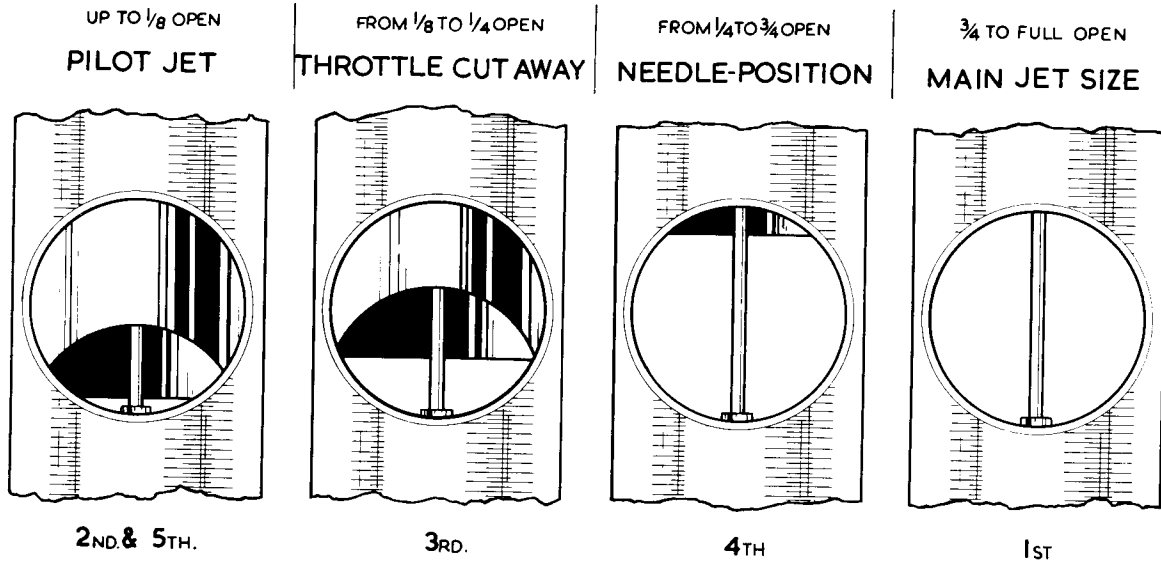 UP TO 1/8 OPEN
PILOT JET
FROM 1/8 TO 1/4 OPEN
THROTTLE CUT AWAY
FROM 1/4 TO 3/4 OPEN
NEEDLE-POSITION
3/4 TO FULL OPEN
MAIN JET SIZE
2ND. & 5TH.
3RD.
4TH
1ST